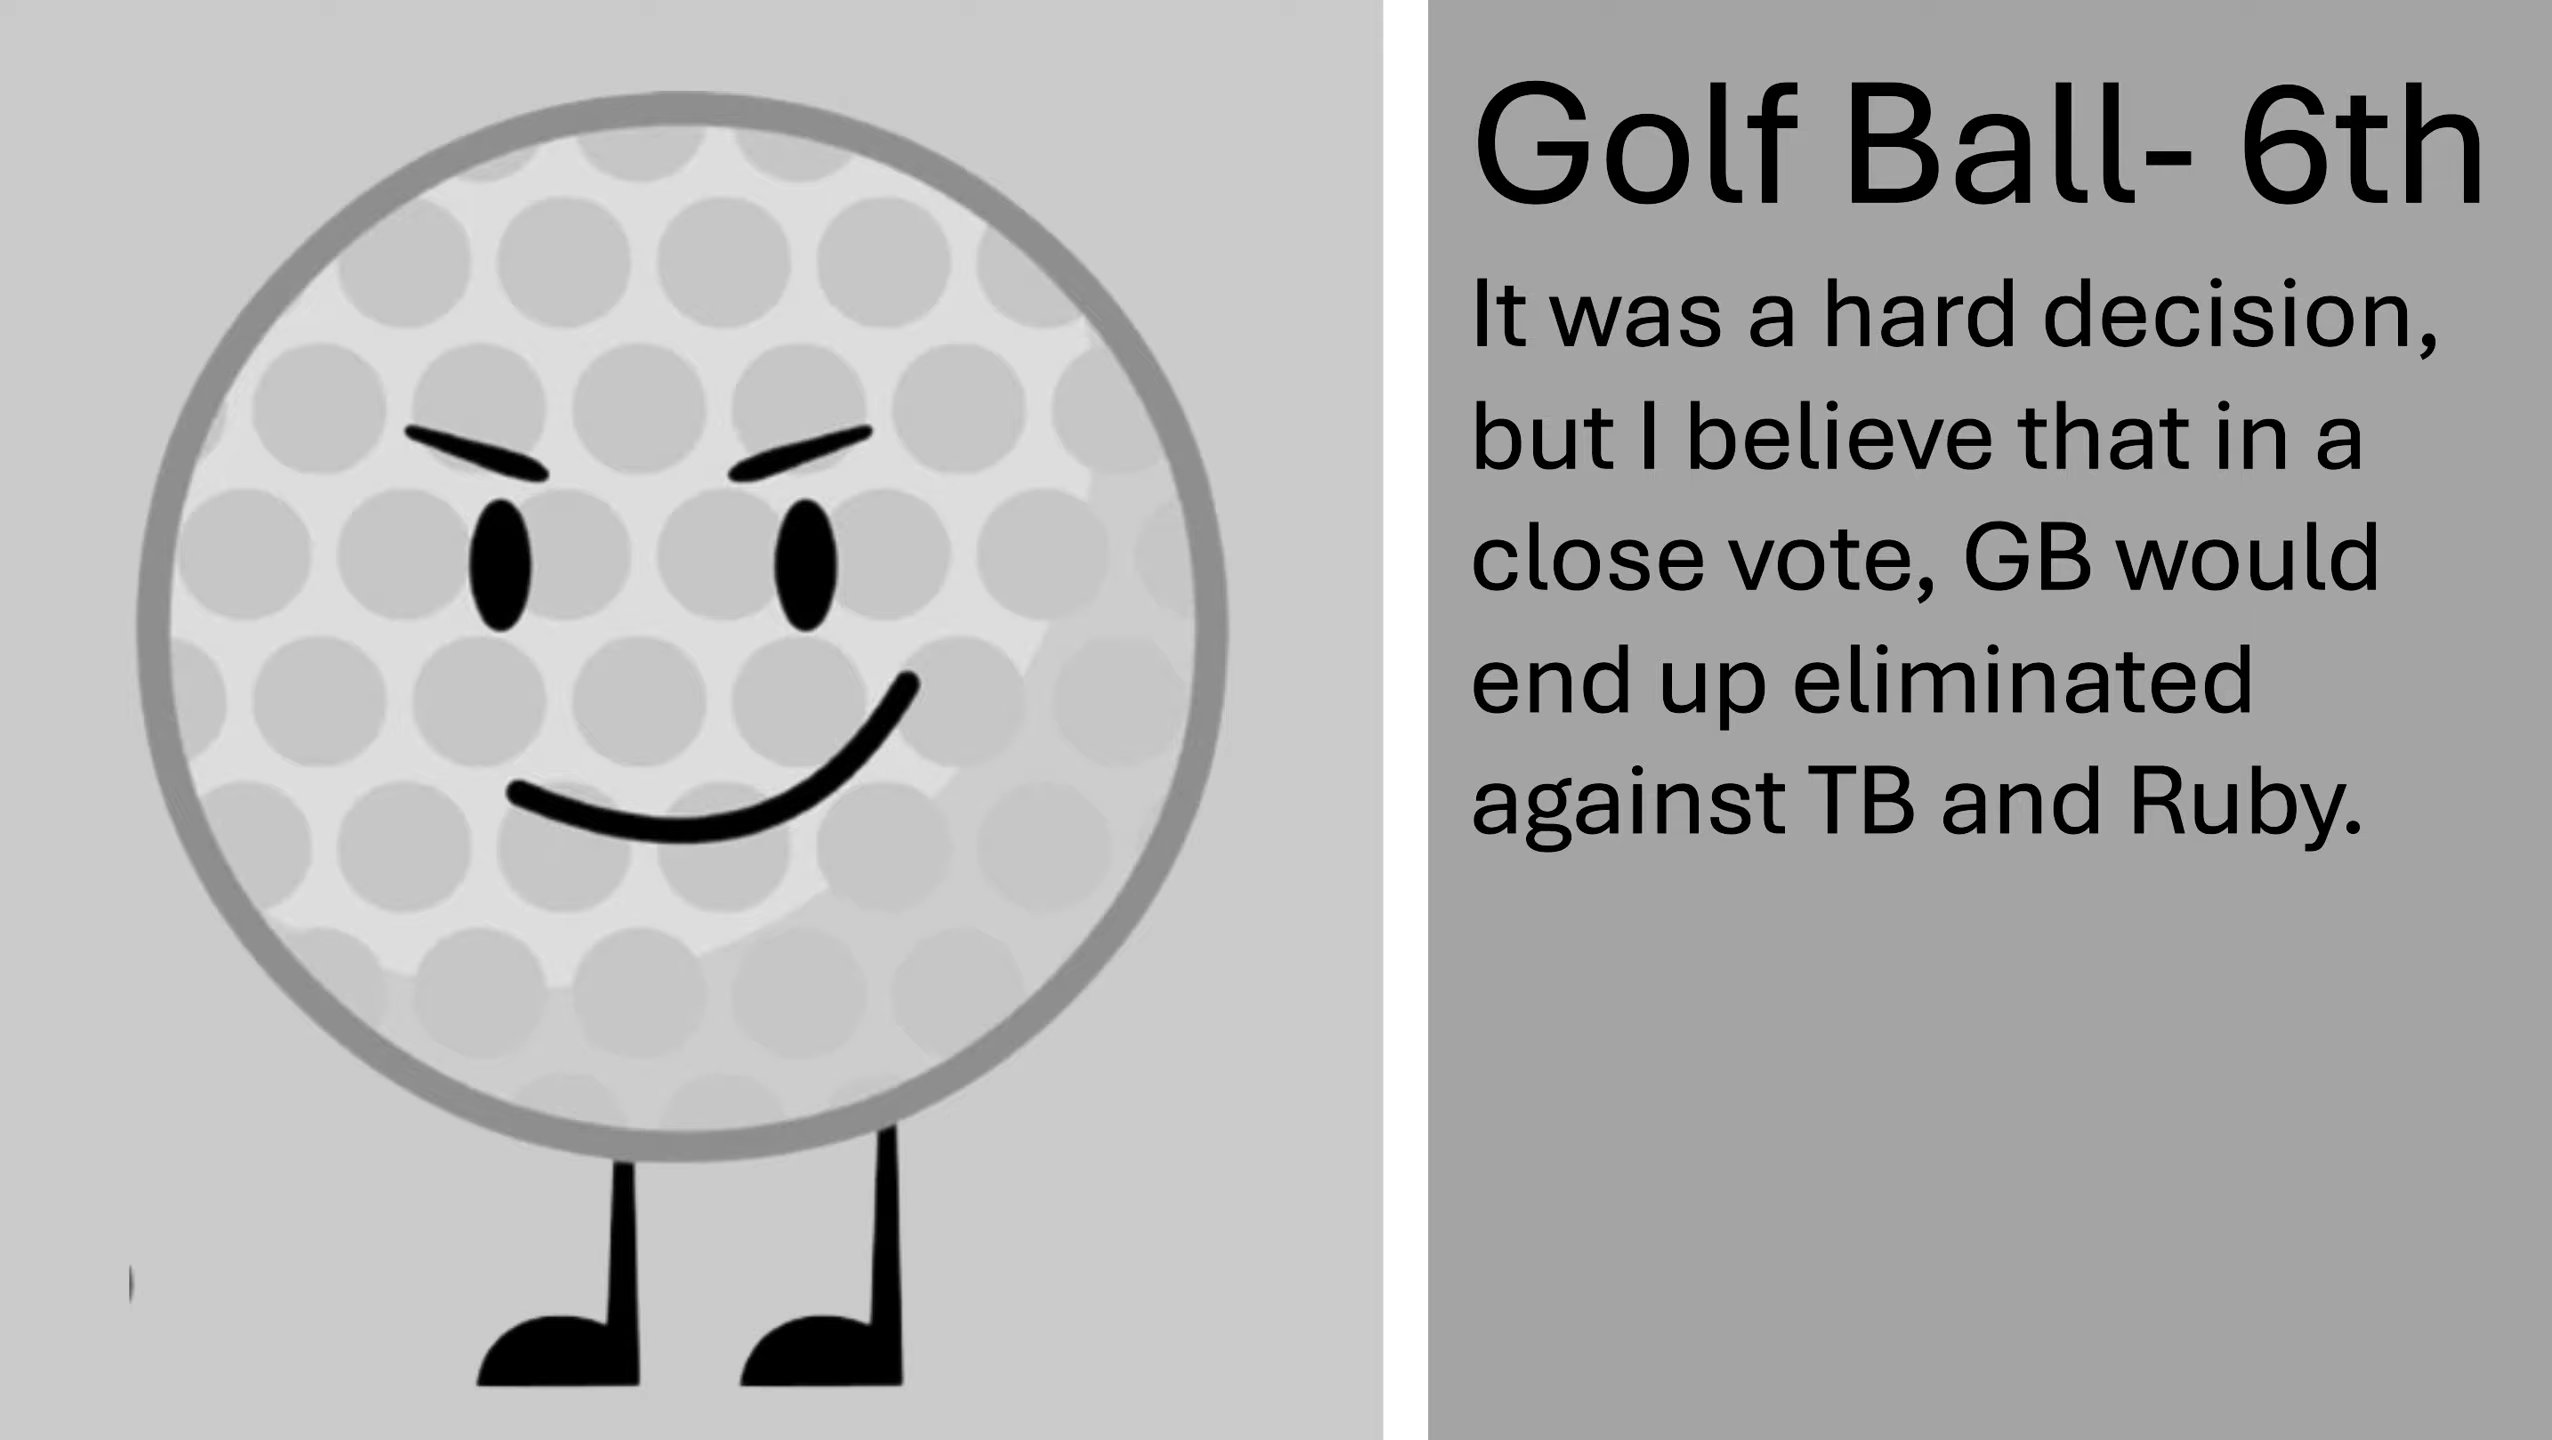 Golf Ball- 6th
It was a hard decision,
but I believe that in a
close vote, GB would
end up eliminated
against TB and Ruby.